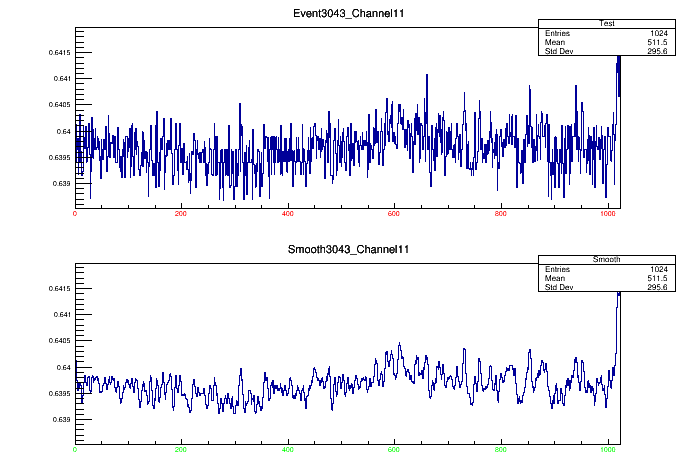 Event3043_Channel11
Test
Entries 1024
Mean 511.5
Std Dev 295.6
0.6415
0.641
0.6405
0.64
0.6395
0.639
0 200 400 600 800 1000
Smooth3043_Channel11
Smooth
Entries 1024
Mean 511.5
Std Dev 295.6
0.6415
0.641
0.6405
0.64
0.6395
0.639
0 200 400 600 800 1000